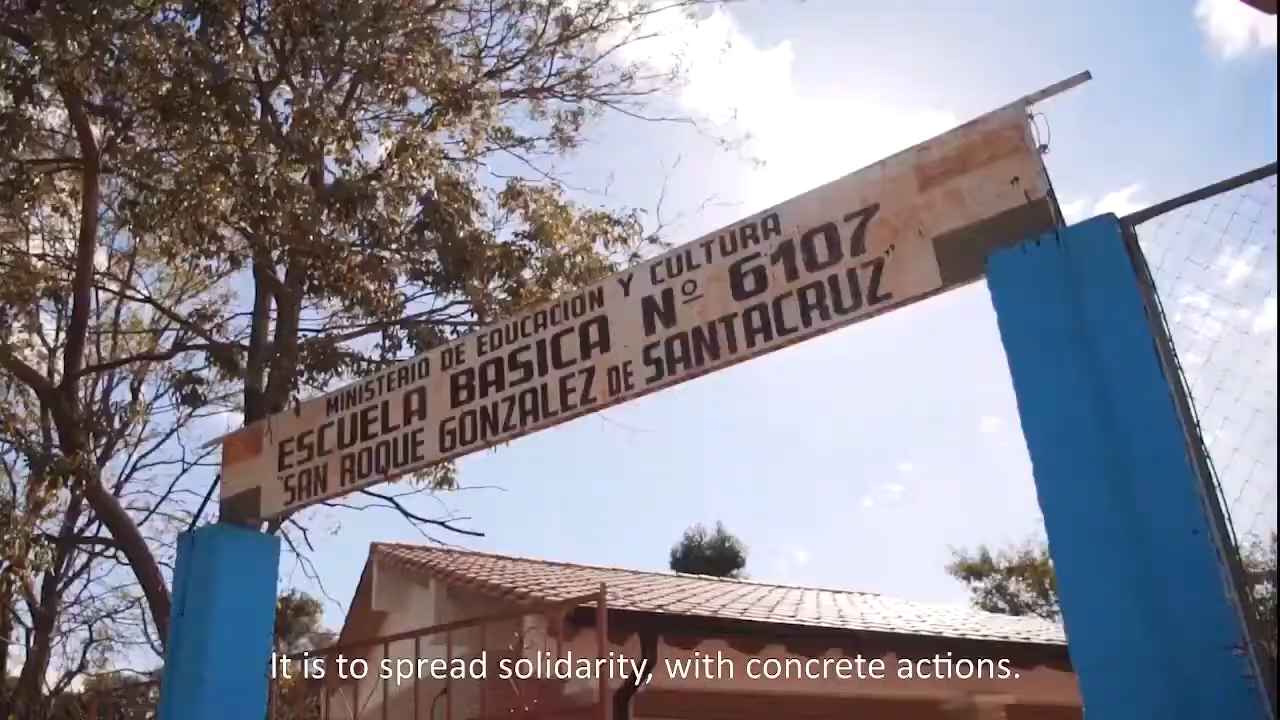 MINISTERIO DE EDUCACION Y CULTURA
ESCUELA BASICA Nº 6107
"SAN ROQUE GONZALEZ DE SANTACRUZ"
It is to spread solidarity, with concrete actions.